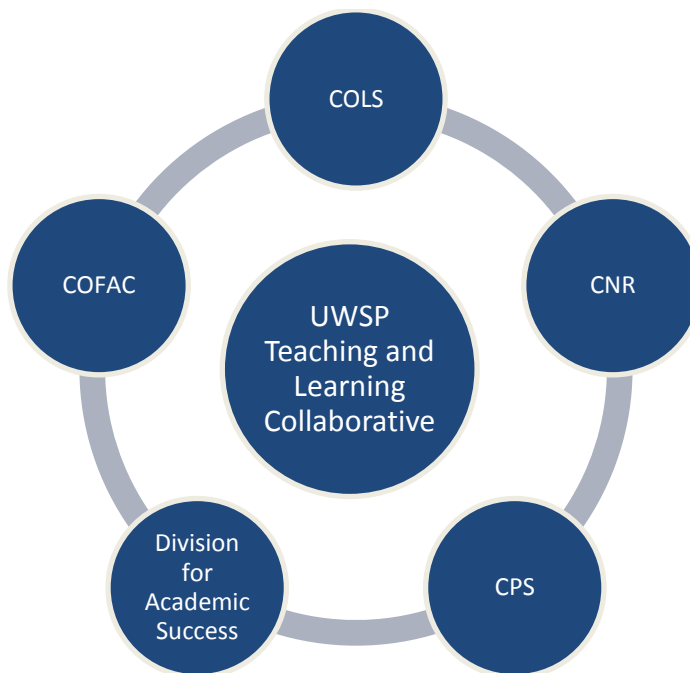 COLS
COFAC
CNR
UWSP
Teaching and
Learning
Collaborative
Division
for
Academic
Success
CPS